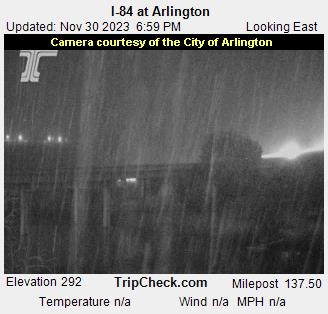 I-84 at Arlington
Updated: Nov 30 2023 6:59 PM Looking East
Camera courtesy of the City of Arlington
Elevation 292 TripCheck.com Milepost 137.50
Temperature n/a Wind n/a MPH n/a